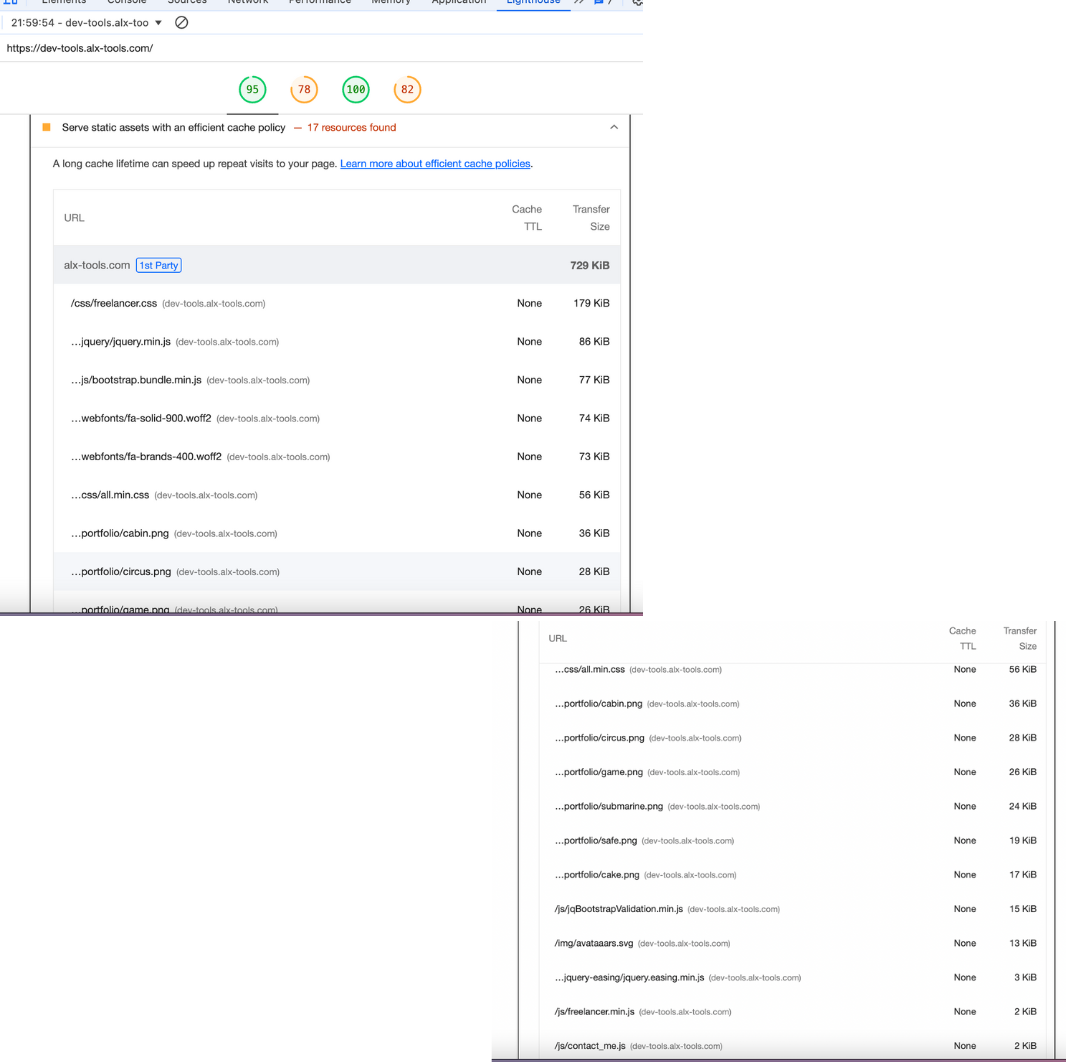 Elements Console Sources Network Performance Memory Application Lighthouse >> 7
21:59:54 - dev-tools.alx-too ▼
https://dev-tools.alx-tools.com/
95 78 100 82
Serve static assets with an efficient cache policy — 17 resources found
A long cache lifetime can speed up repeat visits to your page. Learn more about efficient cache policies.
URL Cache TTL Transfer Size
alx-tools.com 1st Party 729 KiB
/css/freelancer.css (dev-tools.alx-tools.com) None 179 KiB
…jquery/jquery.min.js (dev-tools.alx-tools.com) None 86 KiB
…js/bootstrap.bundle.min.js (dev-tools.alx-tools.com) None 77 KiB
…webfonts/fa-solid-900.woff2 (dev-tools.alx-tools.com) None 74 KiB
…webfonts/fa-brands-400.woff2 (dev-tools.alx-tools.com) None 73 KiB
…css/all.min.css (dev-tools.alx-tools.com) None 56 KiB
…portfolio/cabin.png (dev-tools.alx-tools.com) None 36 KiB
…portfolio/circus.png (dev-tools.alx-tools.com) None 28 KiB
…portfolio/game.png (dev-tools.alx-tools.com) None 26 KiB
URL Cache TTL Transfer Size
…css/all.min.css (dev-tools.alx-tools.com) None 56 KiB
…portfolio/cabin.png (dev-tools.alx-tools.com) None 36 KiB
…portfolio/circus.png (dev-tools.alx-tools.com) None 28 KiB
…portfolio/game.png (dev-tools.alx-tools.com) None 26 KiB
…portfolio/submarine.png (dev-tools.alx-tools.com) None 24 KiB
…portfolio/safe.png (dev-tools.alx-tools.com) None 19 KiB
…portfolio/cake.png (dev-tools.alx-tools.com) None 17 KiB
/js/jqBootstrapValidation.min.js (dev-tools.alx-tools.com) None 15 KiB
/img/avataaars.svg (dev-tools.alx-tools.com) None 13 KiB
…jquery-easing/jquery.easing.min.js (dev-tools.alx-tools.com) None 3 KiB
/js/freelancer.min.js (dev-tools.alx-tools.com) None 2 KiB
/js/contact_me.js (dev-tools.alx-tools.com) None 2 KiB